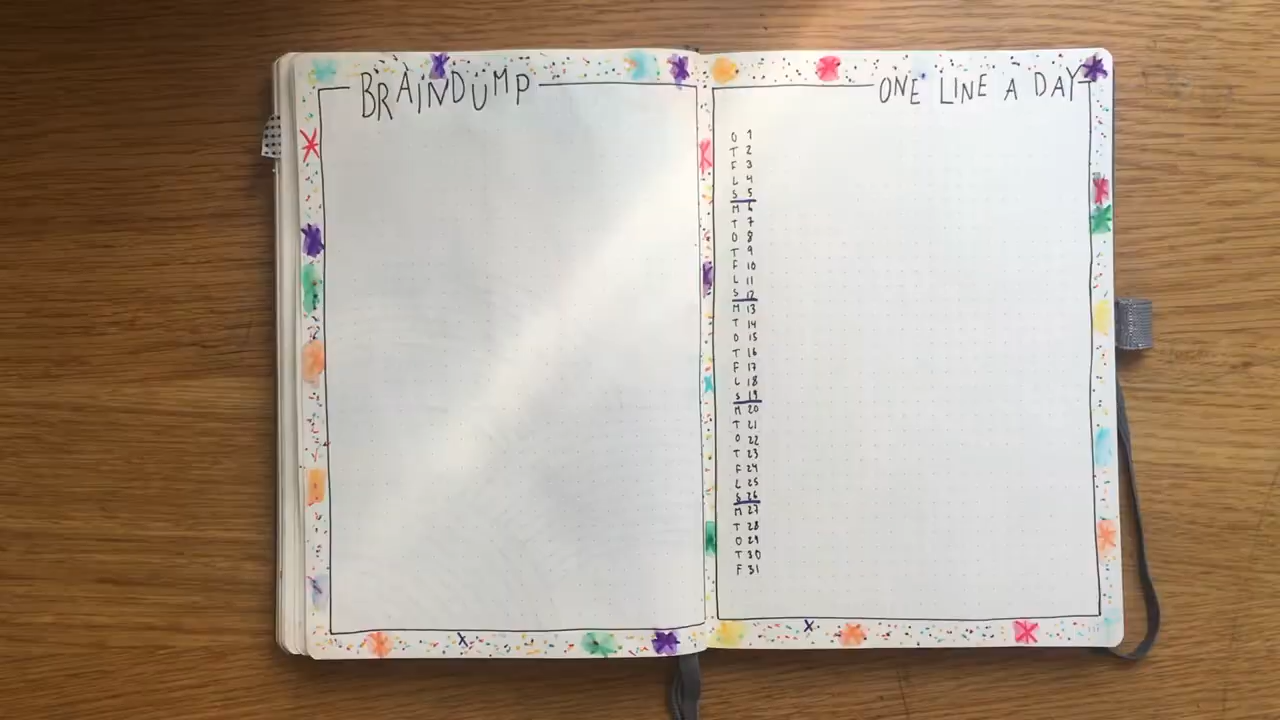 BRAINDUMP
ONE LINE A DAY
O 1
T 2
F 3
L 4
S 5
M 6
T 7
O 8
T 9
F 10
L 11
S 12
M 13
T 14
O 15
T 16
F 17
L 18
S 19
M 20
T 21
O 22
T 23
F 24
L 25
S 26
M 27
T 28
O 29
T 30
F 31